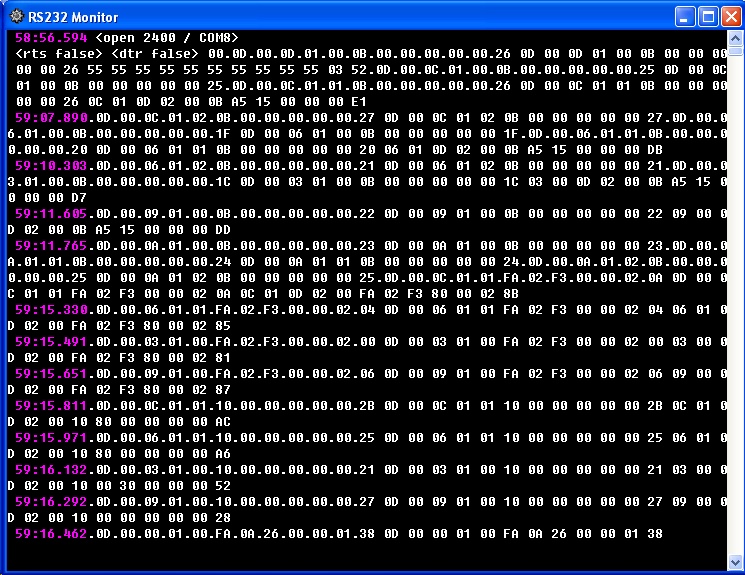 RS232 Monitor
58:56.594 <open 2400 / COM8>
<rts false> <dtr false> 00.0D.00.0D.01.00.0B.00.00.00.00.00.26 0D 00 0D 01 00 0B 00 00 00
00 00 26 55 55 55 55 55 55 55 55 55 55 55 03 52.0D.00.0C.01.00.0B.00.00.00.00.00.25 0D 00 0C
01 00 0B 00 00 00 00 00 25.0D.00.0C.01.01.0B.00.00.00.00.00.26 0D 00 0C 01 01 0B 00 00 00
00 00 26 0C 01 0D 02 00 0B A5 15 00 00 00 E1
59:07.890.0D.00.0C.01.02.0B.00.00.00.00.00.27 0D 00 0C 01 02 0B 00 00 00 00 00 27.0D.00.0
6.01.00.0B.00.00.00.00.00.1F 0D 00 06 01 00 0B 00 00 00 00 00 1F.0D.00.06.01.01.0B.00.00.0
0.00.00.20 0D 00 06 01 01 0B 00 00 00 00 00 20 06 01 0D 02 00 0B A5 15 00 00 00 DB
59:10.303.0D.00.06.01.02.0B.00.00.00.00.00.21 0D 00 06 01 02 0B 00 00 00 00 00 21.0D.00.0
3.01.00.0B.00.00.00.00.00.1C 0D 00 03 01 00 0B 00 00 00 00 00 1C 03 00 0D 02 00 0B A5 15 0
0 00 00 D7
59:11.605.0D.00.09.01.00.0B.00.00.00.00.00.22 0D 00 09 01 00 0B 00 00 00 00 00 22 09 00 0
D 02 00 0B A5 15 00 00 00 DD
59:11.765.0D.00.0A.01.00.0B.00.00.00.00.00.23 0D 00 0A 01 00 0B 00 00 00 00 00 23.0D.00.0
A.01.01.0B.00.00.00.00.00.24 0D 00 0A 01 01 0B 00 00 00 00 00 24.0D.00.0A.01.02.0B.00.00.0
0.00.00.25 0D 00 0A 01 02 0B 00 00 00 00 00 25.0D.00.0C.01.01.FA.02.F3.00.00.02.0A 0D 00 0
C 01 01 FA 02 F3 00 00 02 0A 0C 01 0D 02 00 FA 02 F3 80 00 02 8B
59:15.330.0D.00.06.01.01.FA.02.F3.00.00.02.04 0D 00 06 01 01 FA 02 F3 00 00 02 04 06 01 0
D 02 00 FA 02 F3 80 00 02 85
59:15.491.0D.00.03.01.00.FA.02.F3.00.00.02.00 0D 00 03 01 00 FA 02 F3 00 00 02 00 03 00 0
D 02 00 FA 02 F3 80 00 02 81
59:15.651.0D.00.09.01.00.FA.02.F3.00.00.02.06 0D 00 09 01 00 FA 02 F3 00 00 02 06 09 00 0
D 02 00 FA 02 F3 80 00 02 87
59:15.811.0D.00.0C.01.01.10.00.00.00.00.00.2B 0D 00 0C 01 01 10 00 00 00 00 00 2B 0C 01 0
D 02 00 10 80 00 00 00 00 AC
59:15.971.0D.00.06.01.01.10.00.00.00.00.00.25 0D 00 06 01 01 10 00 00 00 00 00 25 06 01 0
D 02 00 10 80 00 00 00 00 A6
59:16.132.0D.00.03.01.00.10.00.00.00.00.00.21 0D 00 03 01 00 10 00 00 00 00 00 21 03 00 0
D 02 00 10 00 30 00 00 00 52
59:16.292.0D.00.09.01.00.10.00.00.00.00.00.27 0D 00 09 01 00 10 00 00 00 00 00 27 09 00 0
D 02 00 10 00 00 00 00 00 28
59:16.462.0D.00.00.01.00.FA.0A.26.00.00.01.38 0D 00 00 01 00 FA 0A 26 00 00 01 38